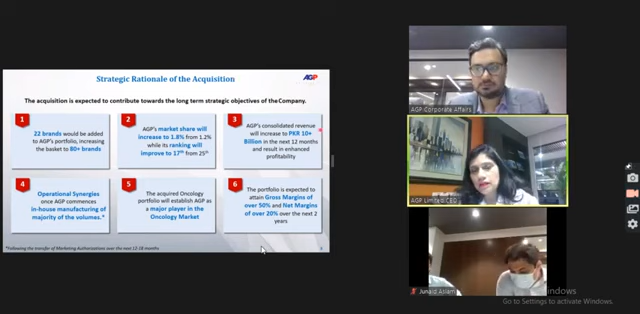 Strategic Rationale of the Acquisition
AGP
The acquisition is expected to contribute towards the long term strategic objectives of the Company.
1
22 brands would be added
to AGP's portfolio, increasing
the basket to 80+ brands
2
AGP's market share will
increase to 1.8% from 1.2%
while its ranking will
improve to 17th from 25th
3
AGP's consolidated revenue
will increase to PKR 10+
Billion in the next 12 months
and result in enhanced
profitability
4
Operational Synergies
once AGP commences
in-house manufacturing of
majority of the volumes.*
5
The acquired Oncology
portfolio will establish AGP as
a major player in the
Oncology Market
6
The portfolio is expected to
attain Gross Margins of
over 50% and Net Margins
of over 20% over the next 2
years
*Following the transfer of Marketing Authorizations over the next 12-18 months
AGP Corporate Affairs
AGP Limited CEO
Junaid Aslam
indows
Go to Settings to activate Windows.